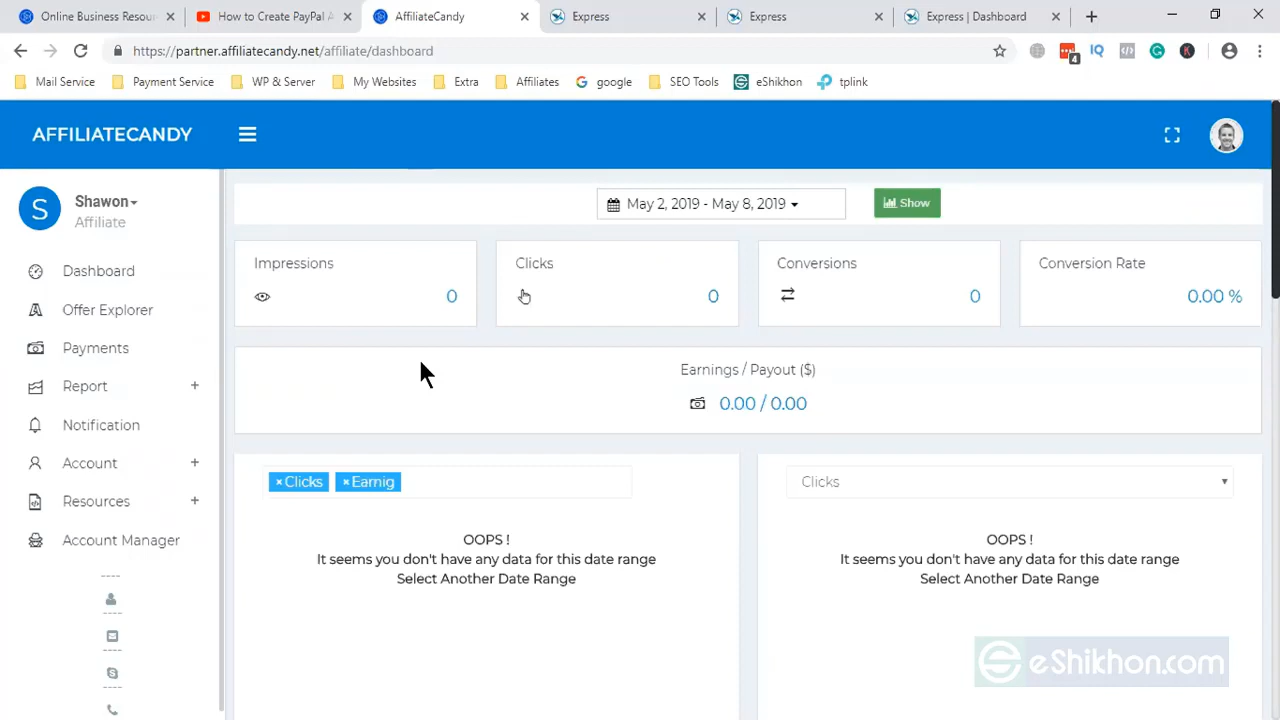 Online Business Resou
How to Create PayPal A
AffiliateCandy
Express
Express
Express | Dashboard
https://partner.affiliatecandy.net/affiliate/dashboard
4
IQ
K
Mail Service
Payment Service
WP & Server
My Websites
Extra
Affiliates
google
SEO Tools
eShikhon
tplink
AFFILIATECANDY
S
Shawon
Affiliate
May 2, 2019 - May 8, 2019
Show
Impressions
0
Clicks
0
Conversions
0
Conversion Rate
0.00 %
Dashboard
Offer Explorer
Payments
Report +
Notification
Account +
Resources +
Account Manager
Earnings / Payout ($)
0.00 / 0.00
×Clicks ×Earnig
Clicks
OOPS !
It seems you don't have any data for this date range
Select Another Date Range
OOPS !
It seems you don't have any data for this date range
Select Another Date Range
eShikhon.com